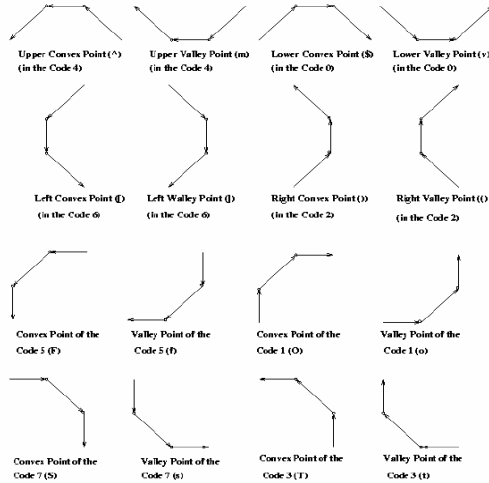 Upper Convex Point (^)
(in the Code 4)
Upper Valley Point (m)
(in the Code 4)
Lower Convex Point ($)
(in the Code 0)
Lower Valley Point (v)
(in the Code 0)
Left Convex Point ([)
(in the Code 6)
Left Walley Point (])
(in the Code 6)
Right Convex Point ())
(in the Code 2)
Right Valley Point (()
(in the Code 2)
Convex Point of the
Code 5 (F)
Valley Point of the
Code 5 (f)
Convex Point of the
Code 1 (O)
Valley Point of the
Code 1 (o)
Convex Point of the
Code 7 (S)
Valley Point of the
Code 7 (s)
Convex Point of the
Code 3 (T)
Valley Point of the
Code 3 (t)